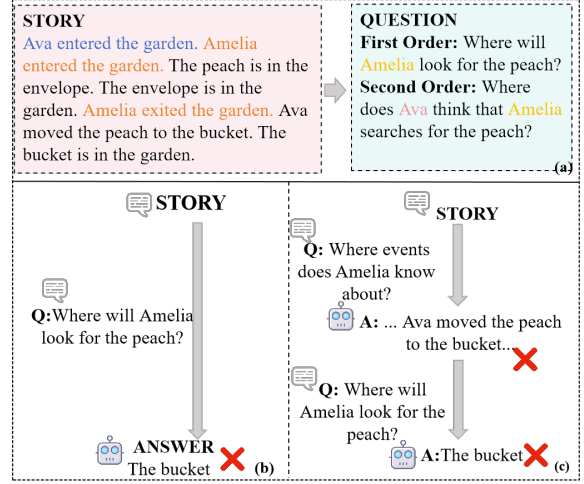 STORY
Ava entered the garden. Amelia
entered the garden. The peach is in the
envelope. The envelope is in the
garden. Amelia exited the garden. Ava
moved the peach to the bucket. The
bucket is in the garden.
QUESTION
First Order: Where will
Amelia look for the peach?
Second Order: Where
does Ava think that Amelia
searches for the peach?
(a)
STORY
Q:Where will Amelia
look for the peach?
ANSWER
The bucket
(b)
STORY
Q: Where events
does Amelia know
about?
A: ... Ava moved the peach
to the bucket...
Q: Where will
Amelia look for the
peach?
A:The bucket
(c)